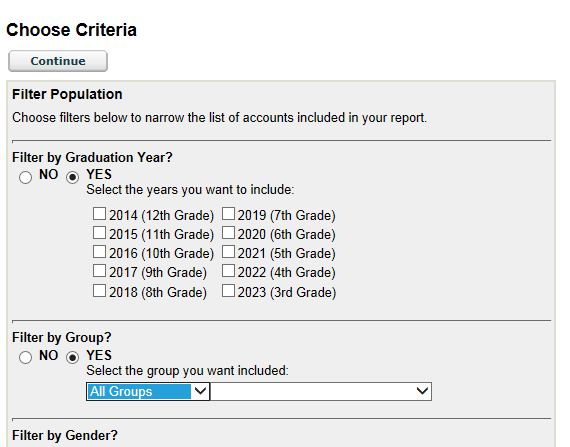 Choose Criteria
Continue
Filter Population
Choose filters below to narrow the list of accounts included in your report.
Filter by Graduation Year?
NO YES
Select the years you want to include:
2014 (12th Grade) 2019 (7th Grade)
2015 (11th Grade) 2020 (6th Grade)
2016 (10th Grade) 2021 (5th Grade)
2017 (9th Grade) 2022 (4th Grade)
2018 (8th Grade) 2023 (3rd Grade)
Filter by Group?
NO YES
Select the group you want included:
All Groups
Filter by Gender?